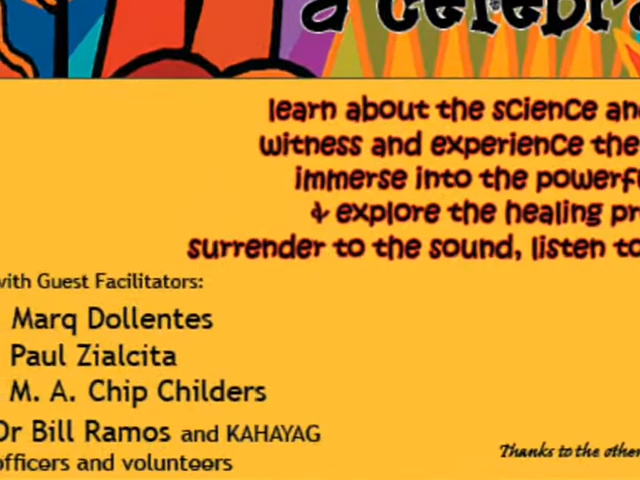 a celebra
learn about the science an
witness and experience the
immerse into the powerfu
& explore the healing pr
surrender to the sound, listen to
with Guest Facilitators:
Marq Dollentes
Paul Zialcita
M. A. Chip Childers
Dr Bill Ramos and KAHAYAG
officers and volunteers
Thanks to the other